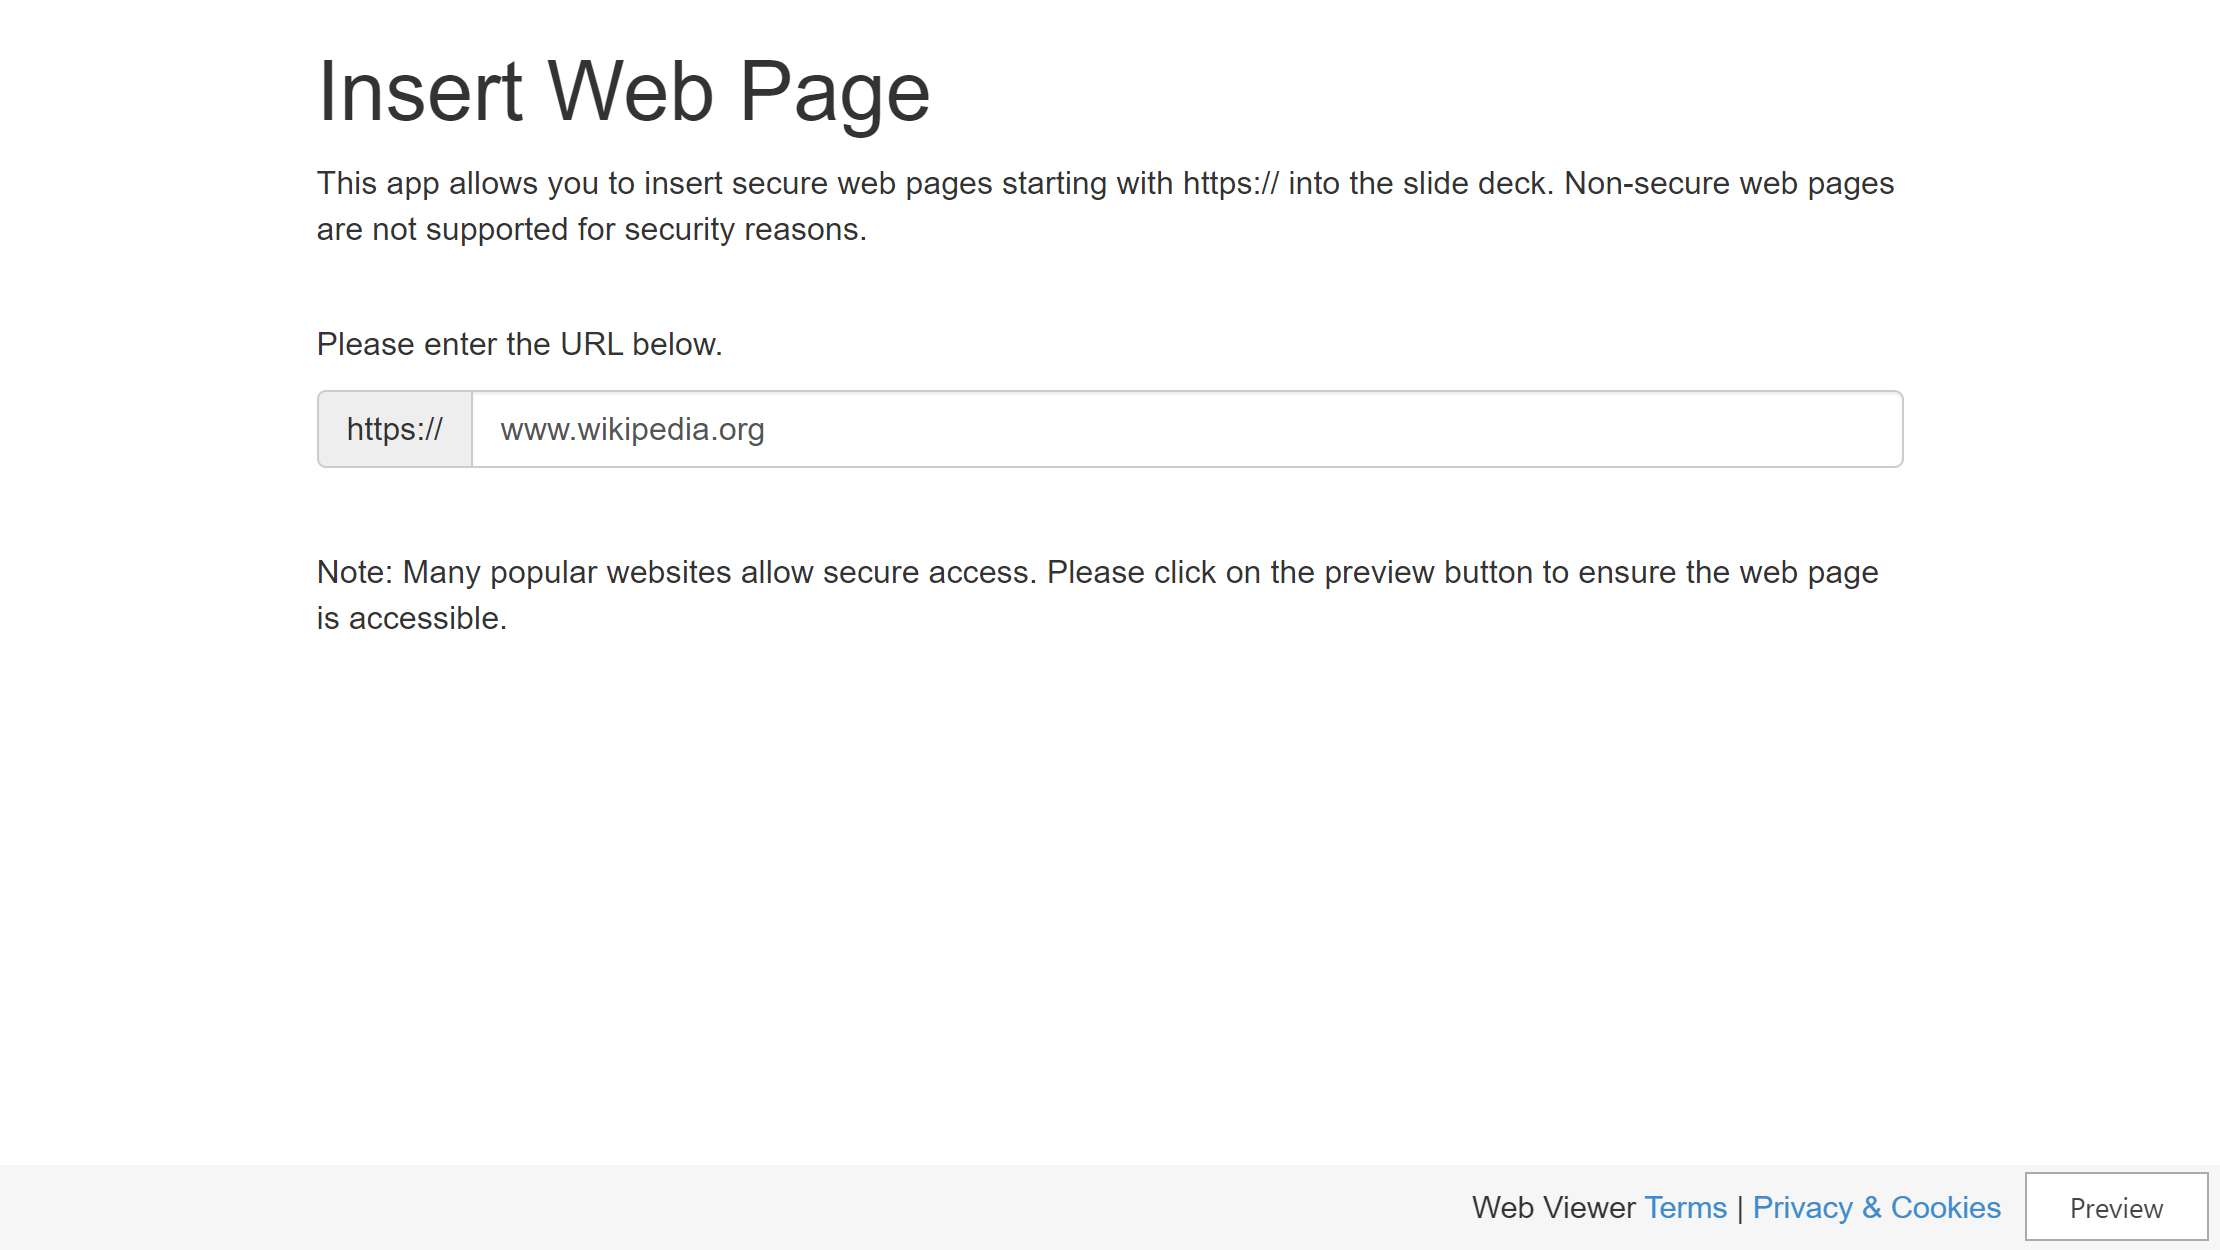 Insert Web Page
This app allows you to insert secure web pages starting with https:// into the slide deck. Non-secure web pages
are not supported for security reasons.
Please enter the URL below.
https:// www.wikipedia.org
Note: Many popular websites allow secure access. Please click on the preview button to ensure the web page
is accessible.
Web Viewer Terms | Privacy & Cookies Preview